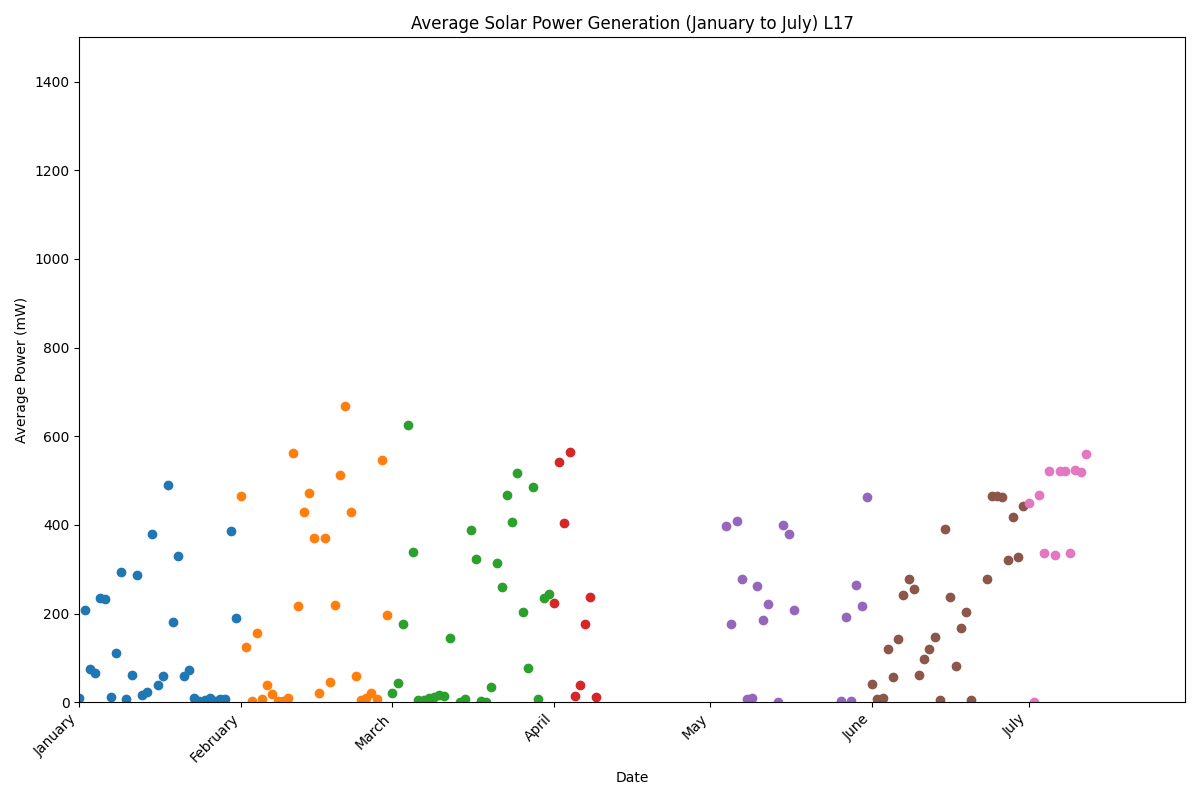 Average Solar Power Generation (January to July) L17
Average Power (mW)
1400
1200
1000
800
600
400
200
0
January
February
March
April
May
June
July
Date